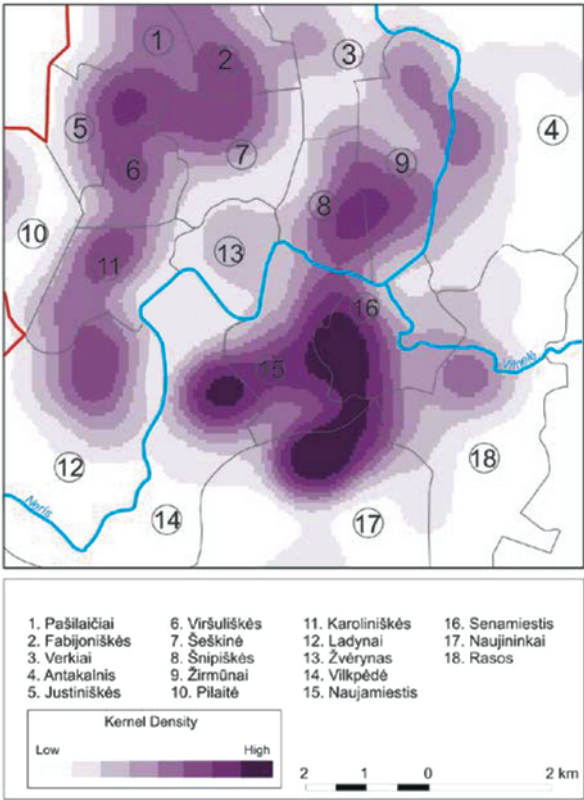 1
2
3
4
5
9
7
6
8
10
13
11
16
15
Vilnelė
12
18
Neris
14
17
1. Pašilaičiai
2. Fabijoniškės
3. Verkiai
4. Antakalnis
5. Justiniškės
6. Viršuliškės
7. Šeškinė
8. Šnipiškės
9. Žirmūnai
10. Pilaitė
11. Karoliniškės
12. Ladynai
13. Žvėrynas
14. Vilkpėdė
15. Naujamiestis
16. Senamiestis
17. Naujininkai
18. Rasos
Kernel Density
Low High
2 1 0 2 km